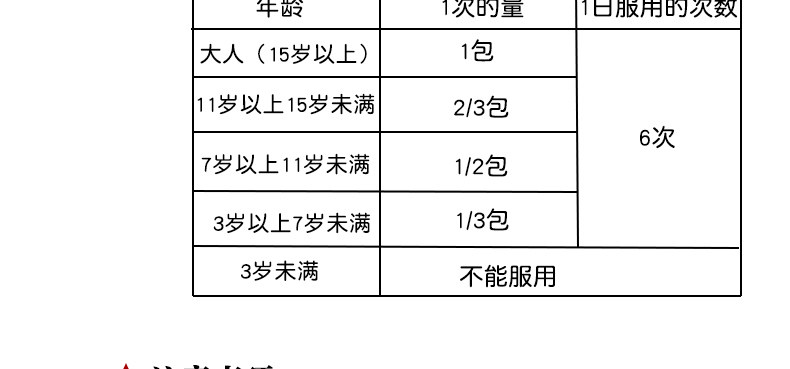 年龄 1次的量 1日服用的次数
大人（15岁以上） 1包
11岁以上15岁未满 2/3包
6次
7岁以上11岁未满 1/2包
3岁以上7岁未满 1/3包
3岁未满 不能服用